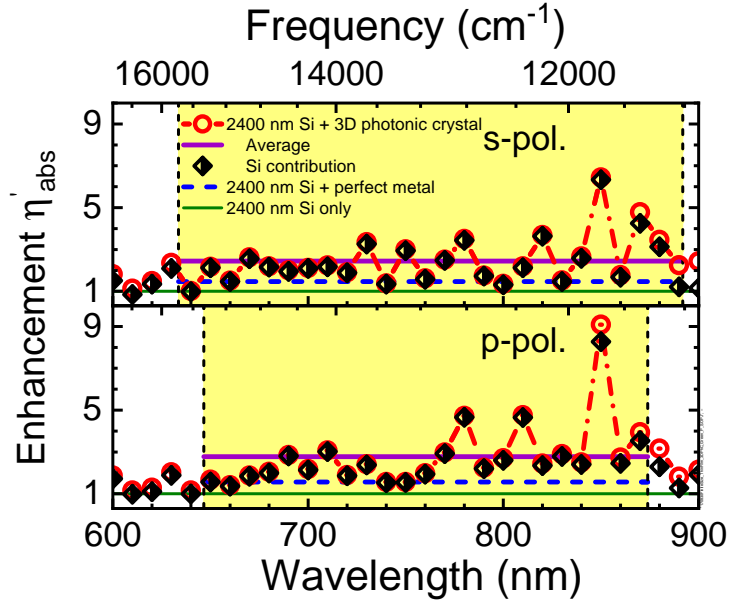 Frequency (cm⁻¹)
16000 14000 12000
9
5
1
2400 nm Si + 3D photonic crystal
Average
Si contribution
2400 nm Si + perfect metal
2400 nm Si only
s-pol.
Enhancement η'abs
9
5
1
p-pol.
600 700 800 900
Wavelength (nm)